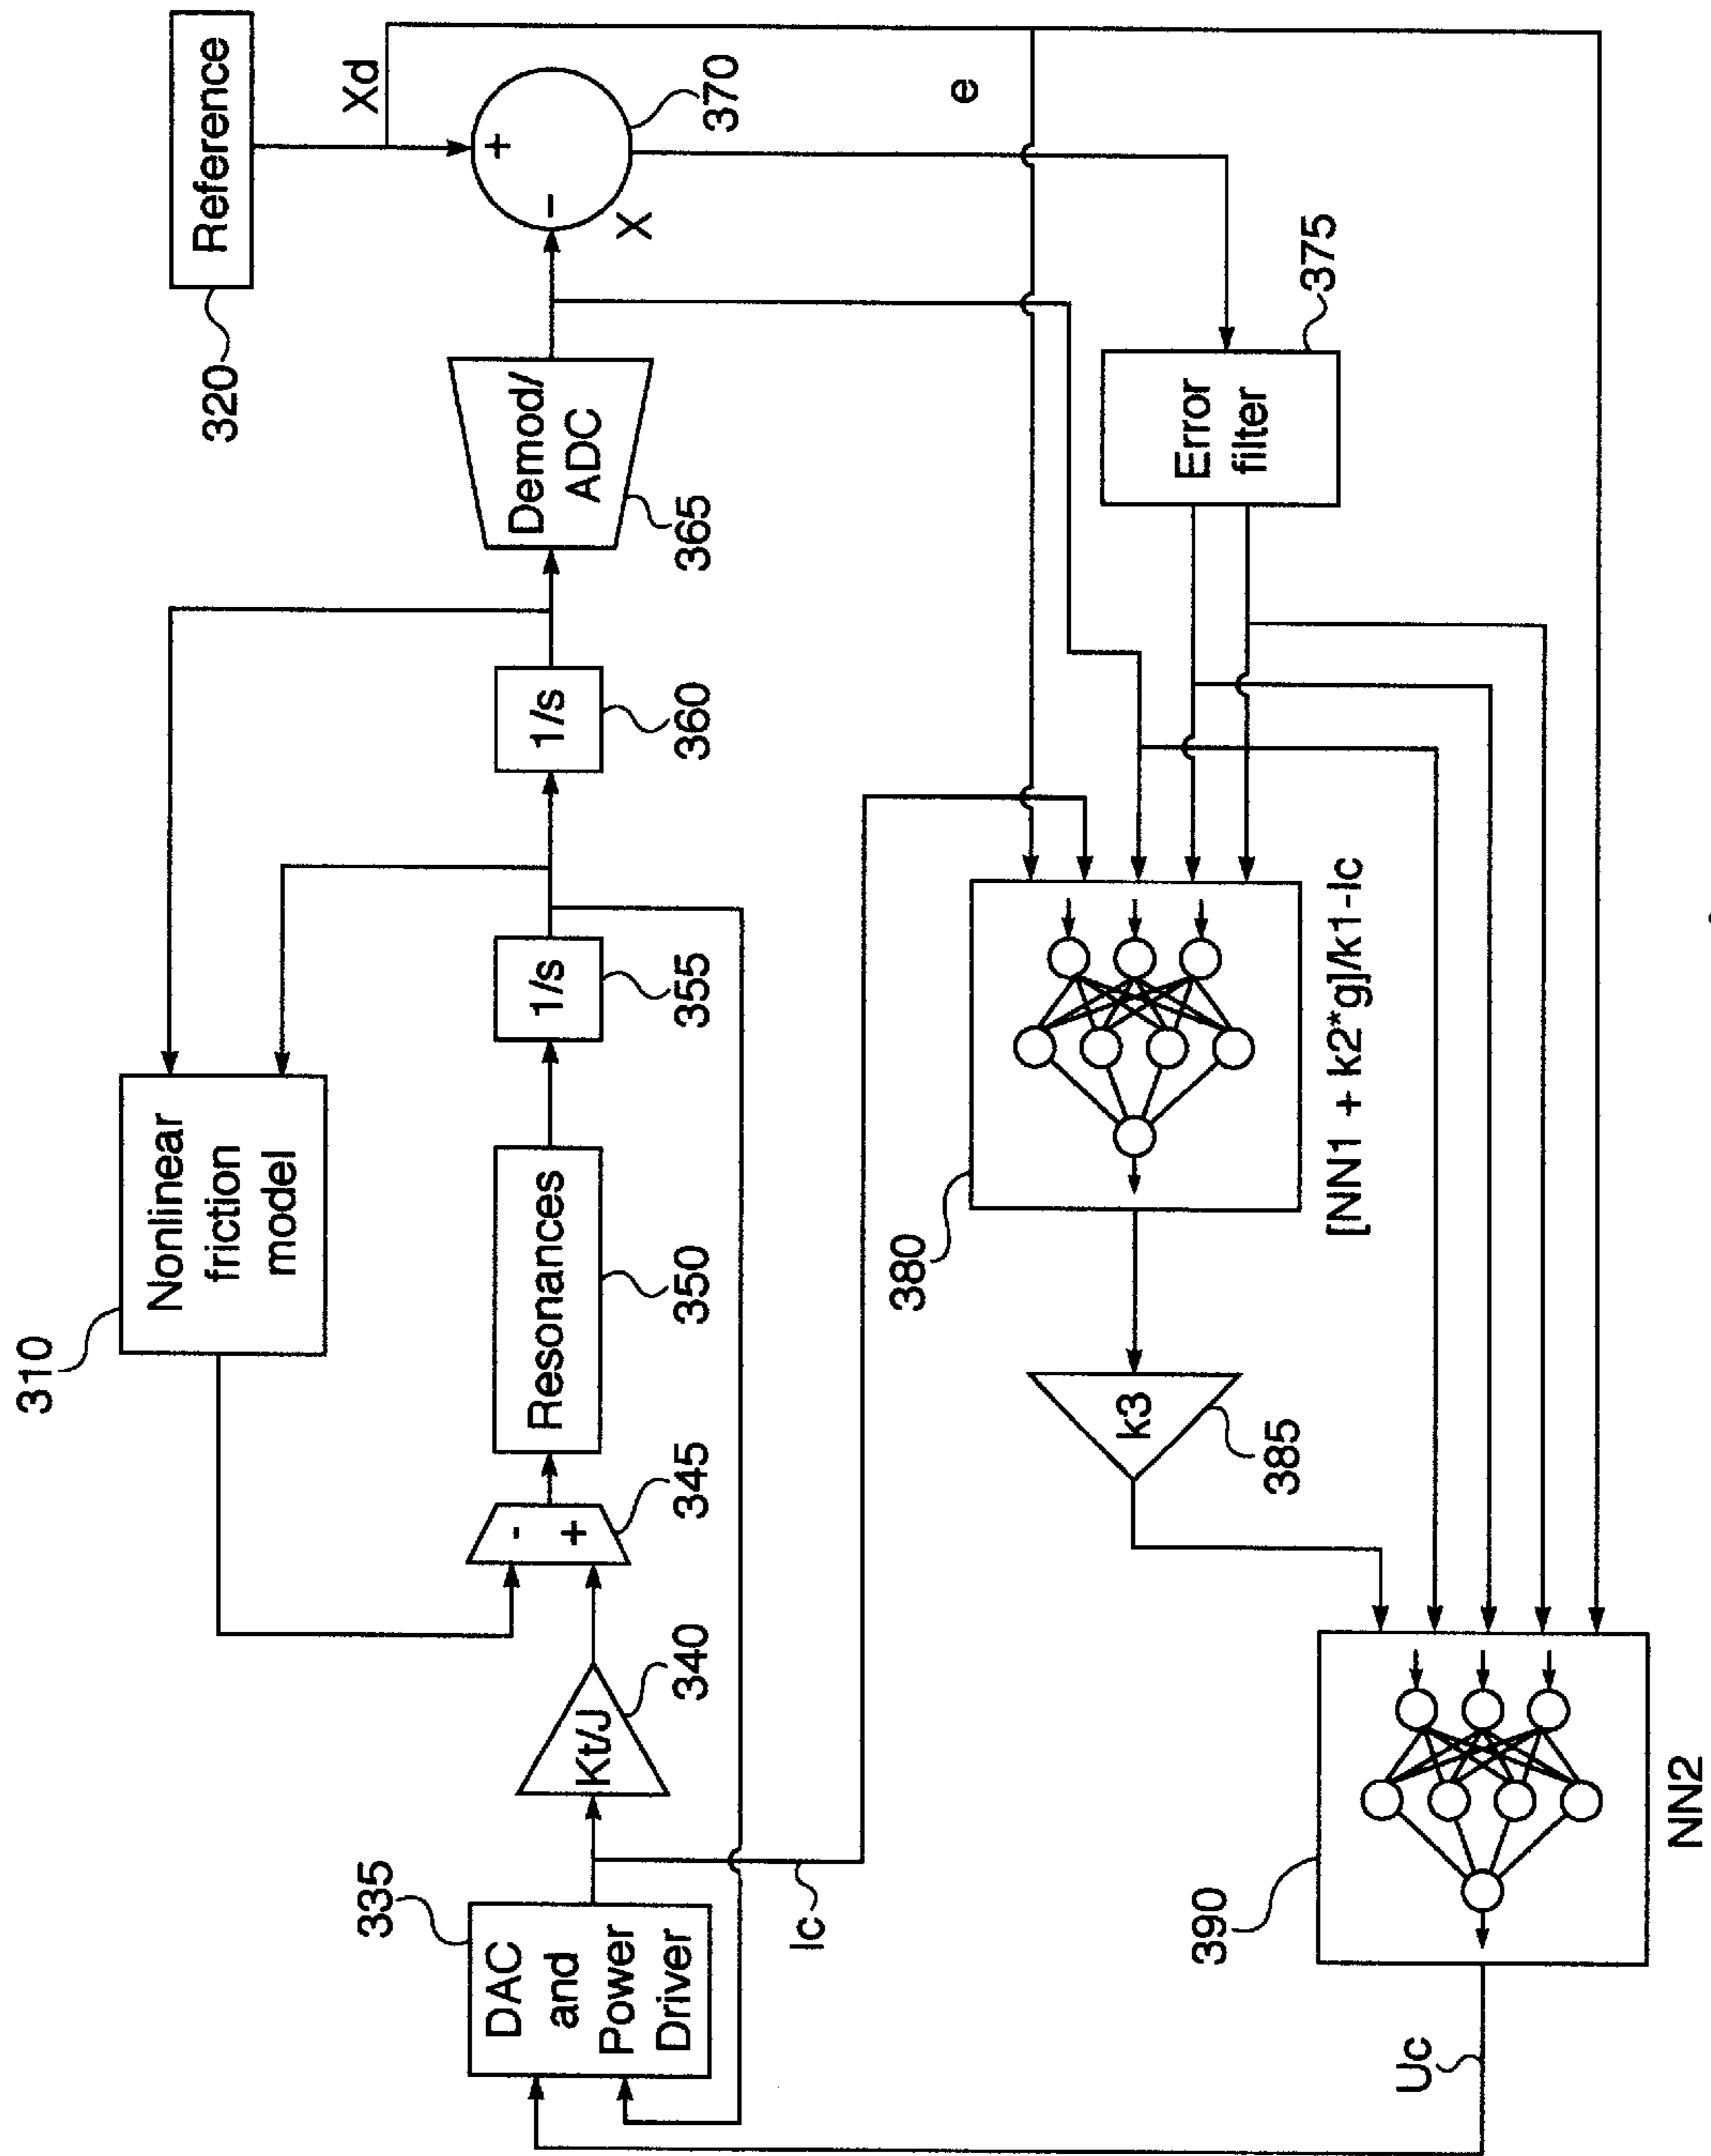 310
Nonlinear
friction
model
320
Reference
Xd
335
DAC
and
Power
Driver
Kt/J
340
-
+
345
Resonances
350
1/s
355
1/s
360
Demod/
ADC
365
+
-
X
370
Ic
e
380
[NN1 + k2*g]/k1-Ic
k3
385
Error
filter
375
390
NN2
Uc